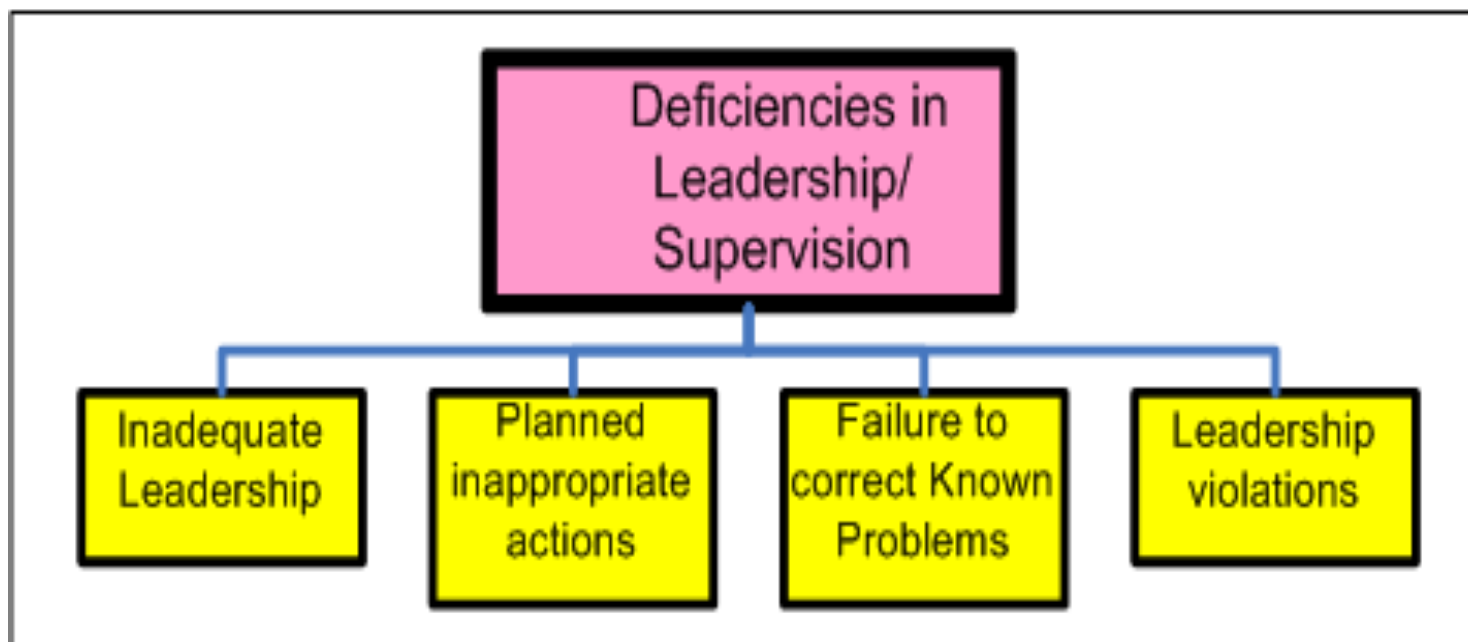 Deficiencies in
Leadership/
Supervision
Inadequate
Leadership
Planned
inappropriate
actions
Failure to
correct Known
Problems
Leadership
violations